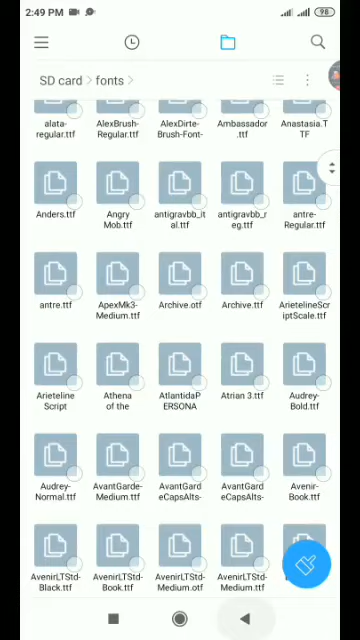 2:49 PM
98
SD card
fonts
alata-
regular.ttf
AlexBrush-
Regular.ttf
AlexDirte-
Brush-Font-
Ambassador
.ttf
Anastasia.T
TF
Anders.ttf
Angry
Mob.ttf
antigravbb_it
al.ttf
antigravbb_r
eg.ttf
antre-
Regular.ttf
antre.ttf
ApexMk3-
Medium.ttf
Archive.otf
Archive.ttf
ArietelineScr
iptScale.ttf
Arieteline
Script
Athena
of the
AtlantidaP
ERSONA
Atrian 3.ttf
Audrey-
Bold.ttf
Audrey-
Normal.ttf
AvantGarde-
Medium.ttf
AvantGard
eCapsAlts-
AvantGard
eCapsAlts-
Avenir-
Book.ttf
AvenirLTStd-
Black.ttf
AvenirLTStd-
Book.ttf
AvenirLTStd-
Medium.otf
AvenirLTStd-
Medium.ttf